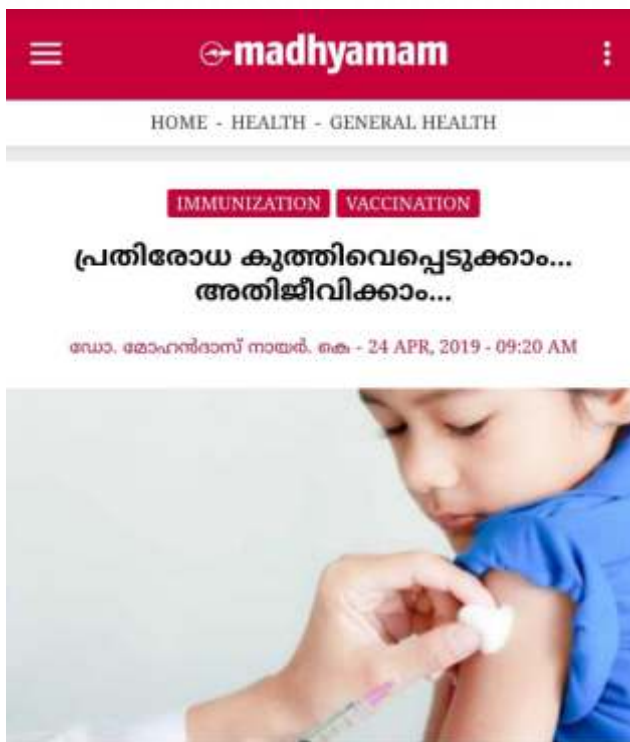 madhyamam
HOME - HEALTH - GENERAL HEALTH
IMMUNIZATION VACCINATION
പ്രതിരോധ കുത്തിവെപ്പെടുക്കാം...
അതിജീവിക്കാം...
ഡോ. മോഹൻദാസ് നായർ. കെ - 24 APR, 2019 - 09:20 AM